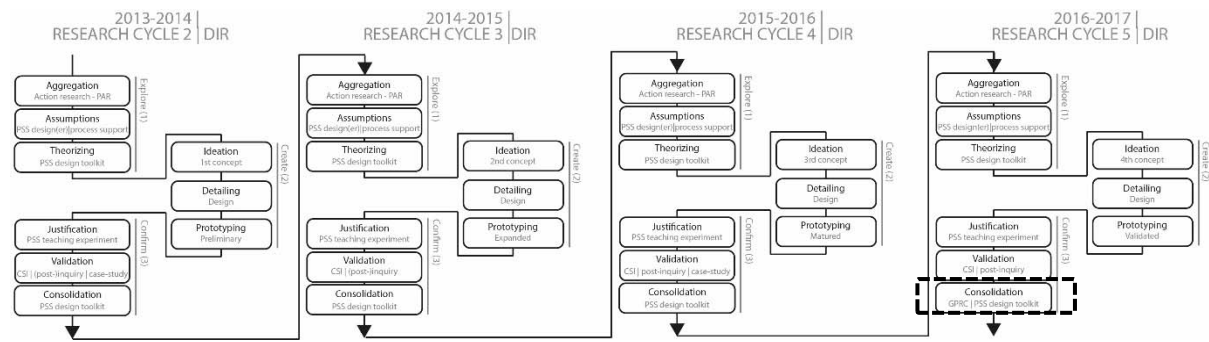 2013-2014
RESEARCH CYCLE 2 | DIR
Aggregation
Action research - PAR
Assumptions
PSS design(er)|process support
Theorizing
PSS design toolkit
Explore (1)
Ideation
1st concept
Detailing
Design
Prototyping
Preliminary
Create (2)
Justification
PSS teaching experiment
Validation
CSI | (post-)inquiry | case-study
Consolidation
PSS design toolkit
Confirm (3)
2014-2015
RESEARCH CYCLE 3 | DIR
Aggregation
Action research - PAR
Assumptions
PSS design(er)|process support
Theorizing
PSS design toolkit
Explore (1)
Ideation
2nd concept
Detailing
Design
Prototyping
Expanded
Create (2)
Justification
PSS teaching experiment
Validation
CSI | (post-)inquiry
Consolidation
PSS design toolkit
Confirm (3)
2015-2016
RESEARCH CYCLE 4 | DIR
Aggregation
Action research - PAR
Assumptions
PSS design(er)|process support
Theorizing
PSS design toolkit
Explore (1)
Ideation
3rd concept
Detailing
Design
Prototyping
Matured
Create (2)
Justification
PSS teaching experiment
Validation
CSI | (post-)inquiry | case-study
Consolidation
PSS design toolkit
Confirm (3)
2016-2017
RESEARCH CYCLE 5 | DIR
Aggregation
Action research - PAR
Assumptions
PSS design(er)|process support
Theorizing
PSS design toolkit
Explore (1)
Ideation
4th concept
Detailing
Design
Prototyping
Validated
Create (2)
Justification
PSS teaching experiment
Validation
CSI | post-inquiry
Consolidation
GPRC | PSS design toolkit
Confirm (3)